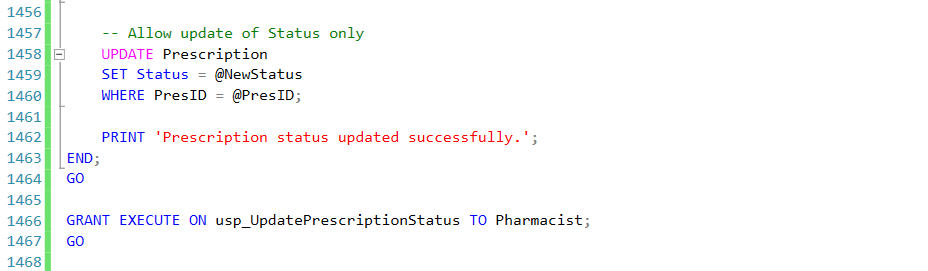 1456
1457 -- Allow update of Status only
1458 UPDATE Prescription
1459 SET Status = @NewStatus
1460 WHERE PresID = @PresID;
1461
1462 PRINT 'Prescription status updated successfully.';
1463 END;
1464 GO
1465
1466 GRANT EXECUTE ON usp_UpdatePrescriptionStatus TO Pharmacist;
1467 GO
1468